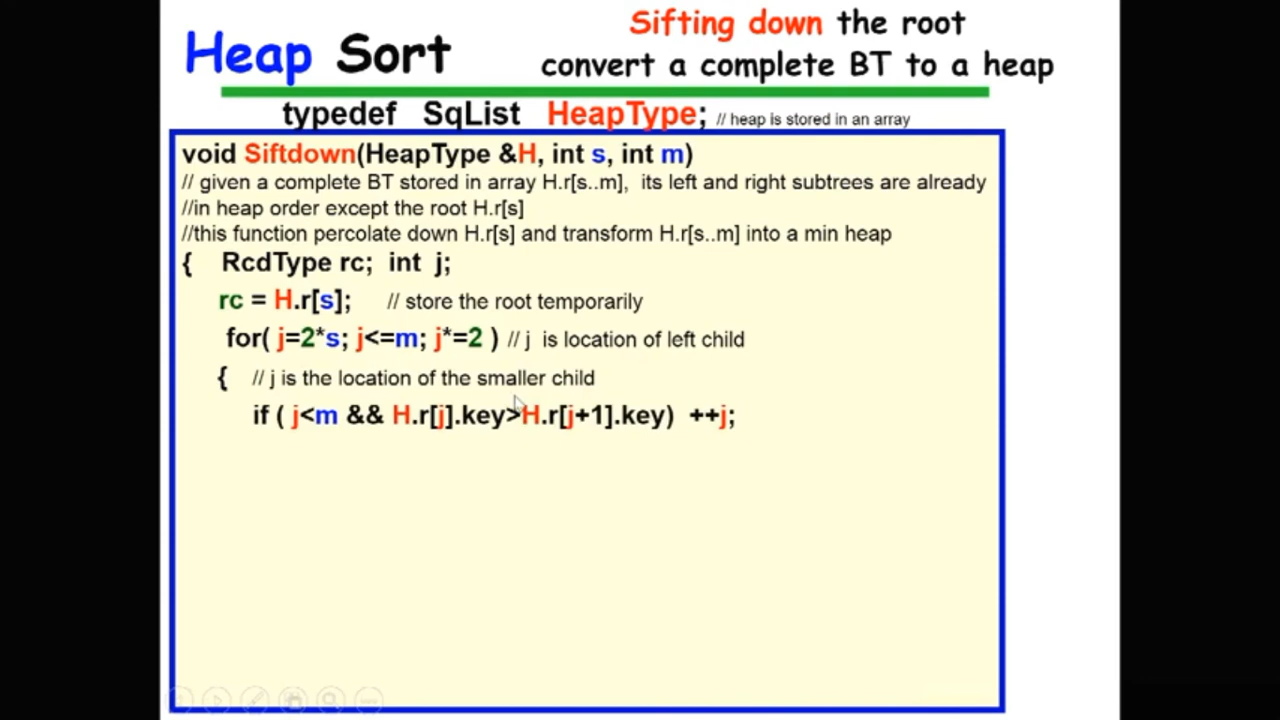 Heap Sort
Sifting down the root
convert a complete BT to a heap
typedef SqList HeapType; // heap is stored in an array
void Siftdown(HeapType &H, int s, int m)
// given a complete BT stored in array H.r[s..m], its left and right subtrees are already
//in heap order except the root H.r[s]
//this function percolate down H.r[s] and transform H.r[s..m] into a min heap
{ RcdType rc; int j;
rc = H.r[s]; // store the root temporarily
for( j=2*s; j<=m; j*=2 ) // j is location of left child
{ // j is the location of the smaller child
if ( j<m && H.r[j].key>H.r[j+1].key) ++j;